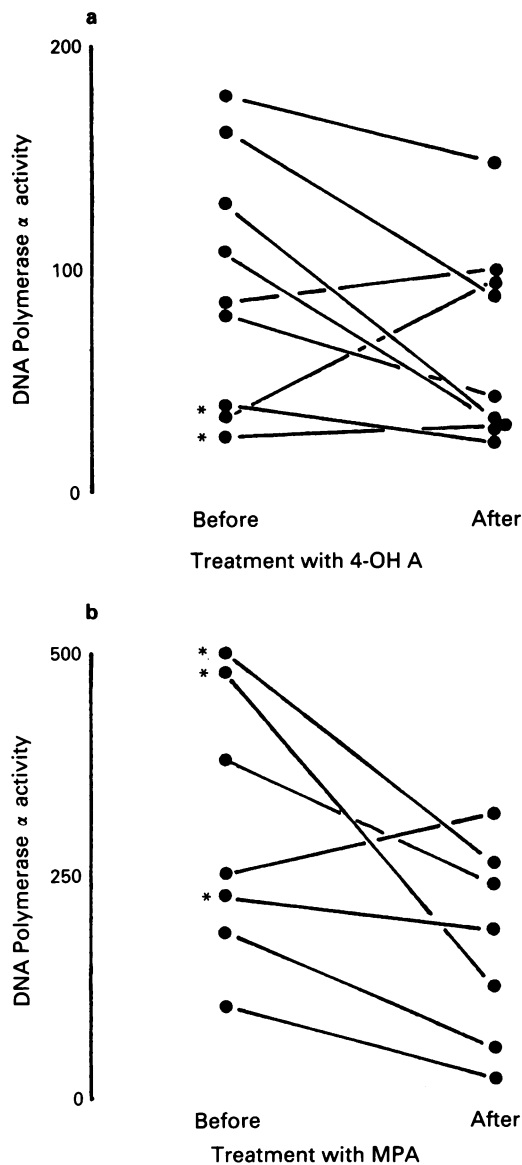 a
200
DNA Polymerase α activity
100
*
*
0
Before After
Treatment with 4-OH A
b
500
*
*
DNA Polymerase α activity
250
*
0
Before After
Treatment with MPA